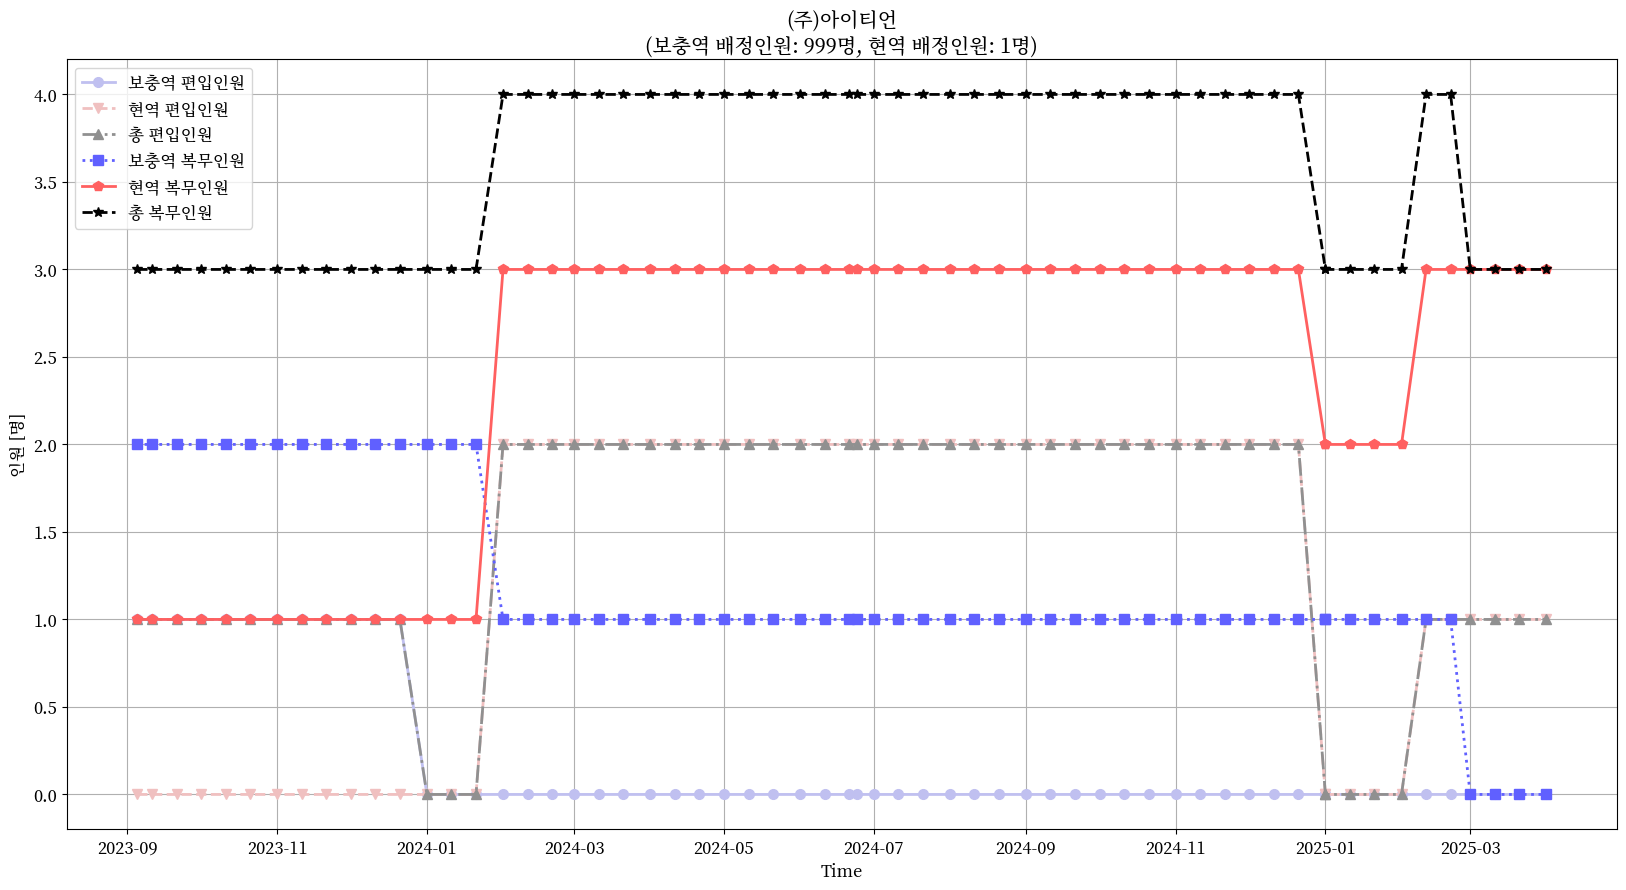 (주)아이티언
(보충역 배정인원: 999명, 현역 배정인원: 1명)
보충역 편입인원
현역 편입인원
총 편입인원
보충역 복무인원
현역 복무인원
총 복무인원
4.0
3.5
3.0
2.5
2.0
1.5
1.0
0.5
0.0
인원 [명]
2023-09 2023-11 2024-01 2024-03 2024-05 2024-07 2024-09 2024-11 2025-01 2025-03
Time